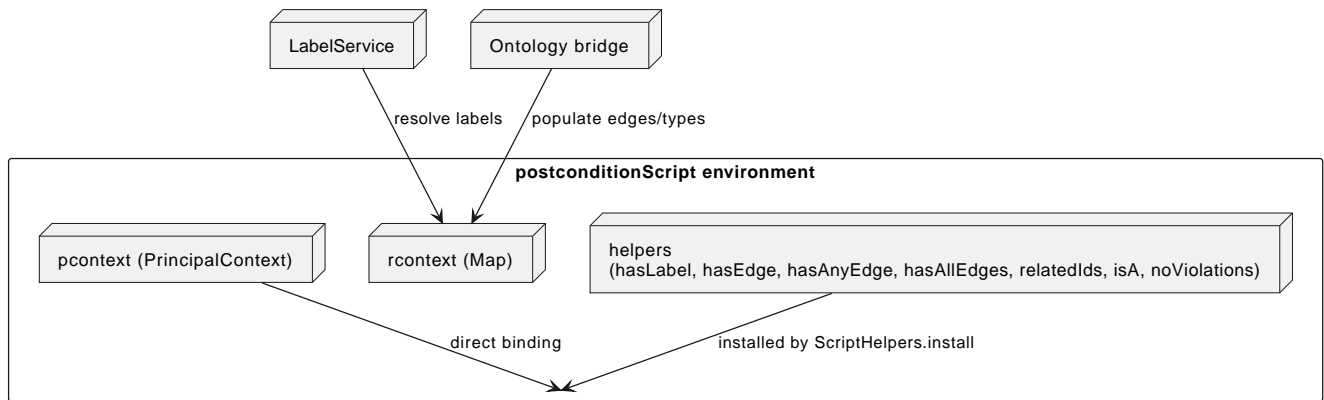 LabelService
Ontology bridge
resolve labels
populate edges/types
postconditionScript environment
pcontext (PrincipalContext)
rcontext (Map)
helpers
(hasLabel, hasEdge, hasAnyEdge, hasAllEdges, relatedIds, isA, noViolations)
direct binding
installed by ScriptHelpers.install